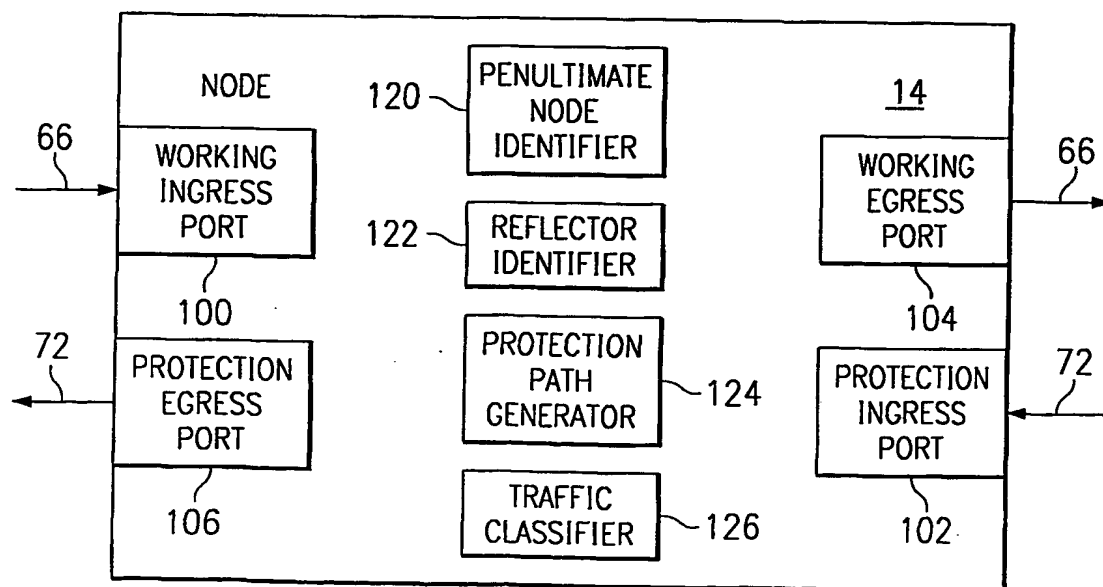 NODE
14
66
WORKING
INGRESS
PORT
100
72
PROTECTION
EGRESS
PORT
106
120
PENULTIMATE
NODE
IDENTIFIER
122
REFLECTOR
IDENTIFIER
PROTECTION
PATH
GENERATOR
124
TRAFFIC
CLASSIFIER
126
WORKING
EGRESS
PORT
66
104
PROTECTION
INGRESS
PORT
72
102